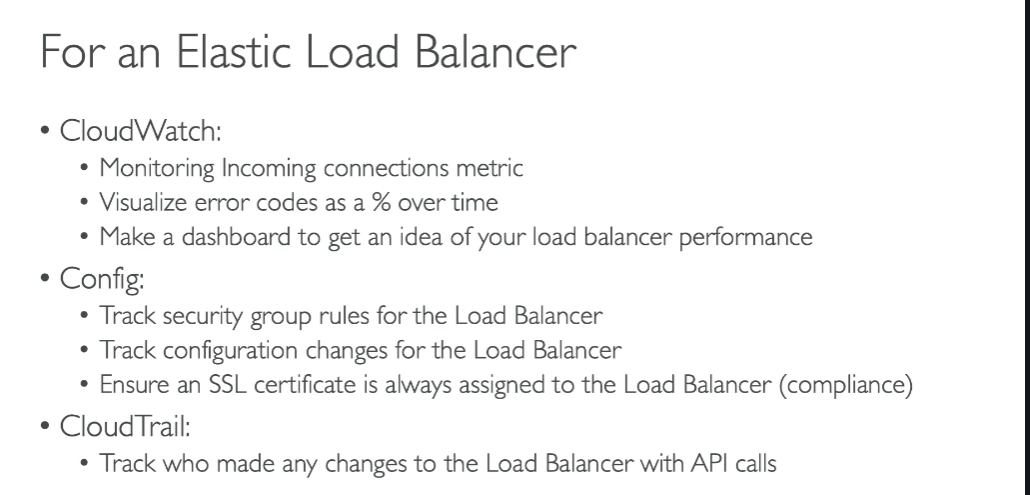 For an Elastic Load Balancer
• CloudWatch:
• Monitoring Incoming connections metric
• Visualize error codes as a % over time
• Make a dashboard to get an idea of your load balancer performance
• Config:
• Track security group rules for the Load Balancer
• Track configuration changes for the Load Balancer
• Ensure an SSL certificate is always assigned to the Load Balancer (compliance)
• CloudTrail:
• Track who made any changes to the Load Balancer with API calls